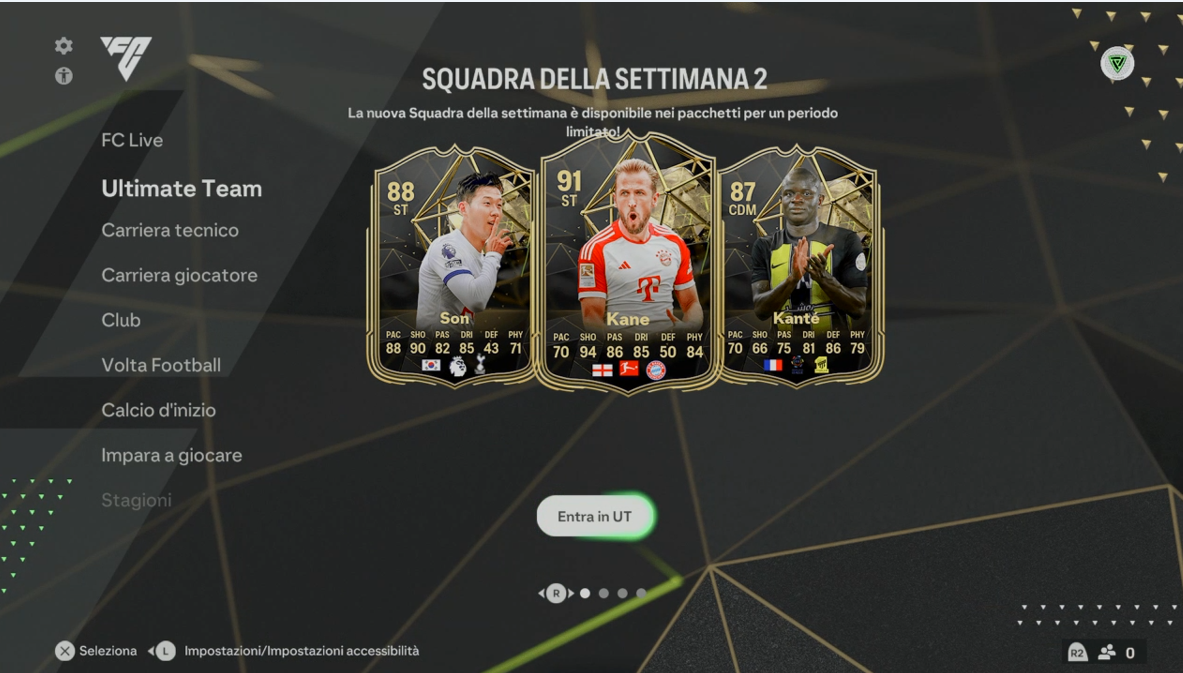 SQUADRA DELLA SETTIMANA 2
La nuova Squadra della settimana è disponibile nei pacchetti per un periodo
limitato!
FC Live
Ultimate Team
Carriera tecnico
Carriera giocatore
Club
Volta Football
Calcio d'inizio
Impara a giocare
Stagioni
88
ST
Son
PAC SHO PAS DRI DEF PHY
88 90 82 85 43 71
91
ST
Kane
PAC SHO PAS DRI DEF PHY
70 94 86 85 50 84
87
CDM
Kanté
PAC SHO PAS DRI DEF PHY
70 66 75 81 86 79
Entra in UT
R
Seleziona
L
Impostazioni/Impostazioni accessibilità
R2
0